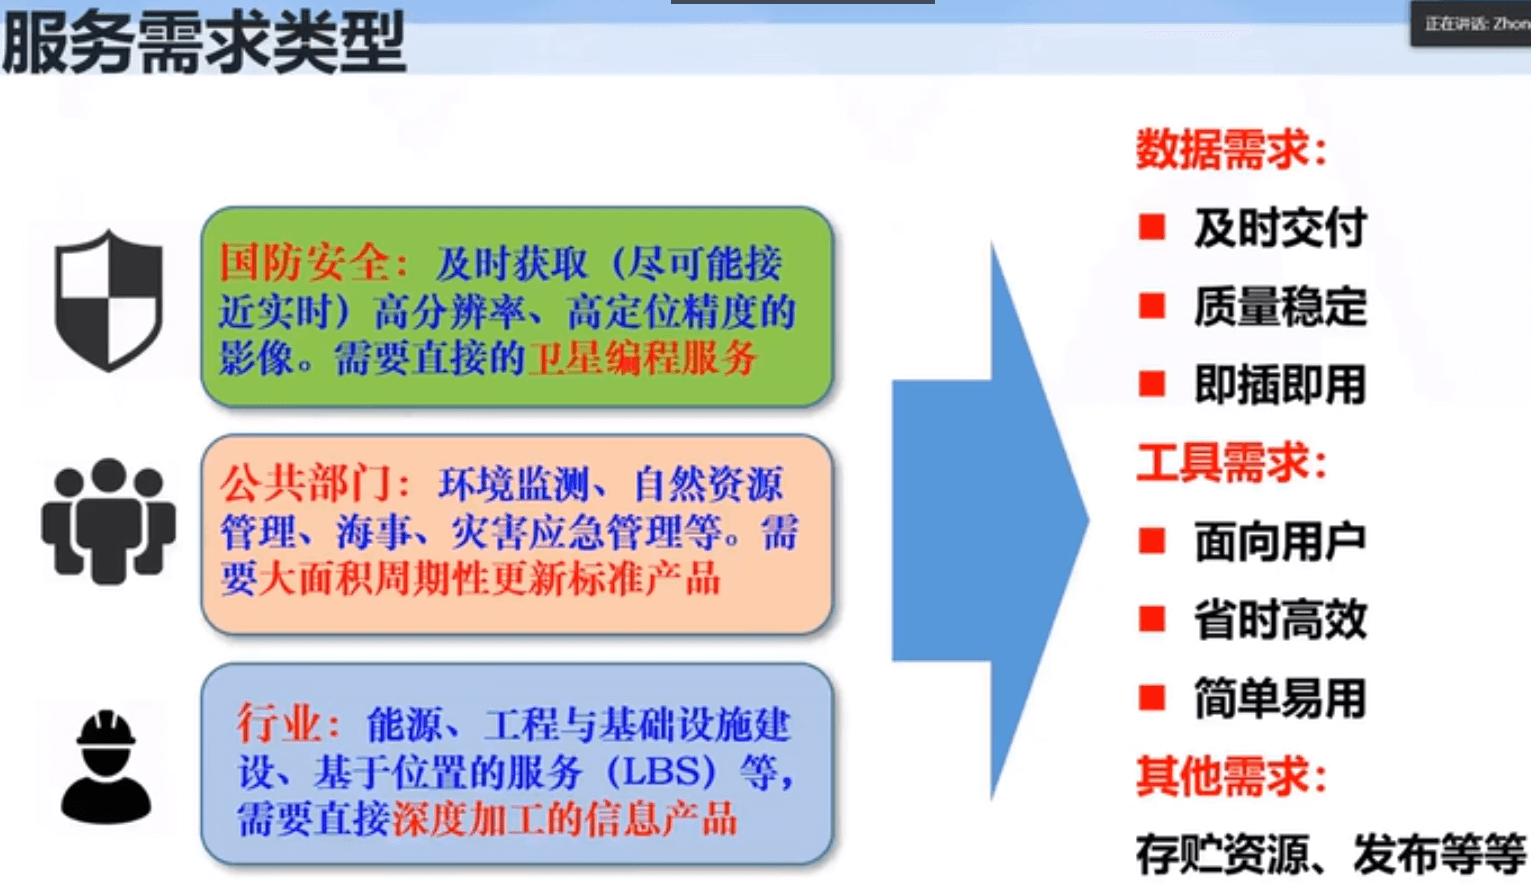 服务需求类型
正在讲话: Zhon
国防安全：及时获取（尽可能接
近实时）高分辨率、高定位精度的
影像。需要直接的卫星编程服务
公共部门：环境监测、自然资源
管理、海事、灾害应急管理等。需
要大面积周期性更新标准产品
行业：能源、工程与基础设施建
设、基于位置的服务（LBS）等，
需要直接深度加工的信息产品
数据需求：
及时交付
质量稳定
即插即用
工具需求：
面向用户
省时高效
简单易用
其他需求：
存贮资源、发布等等